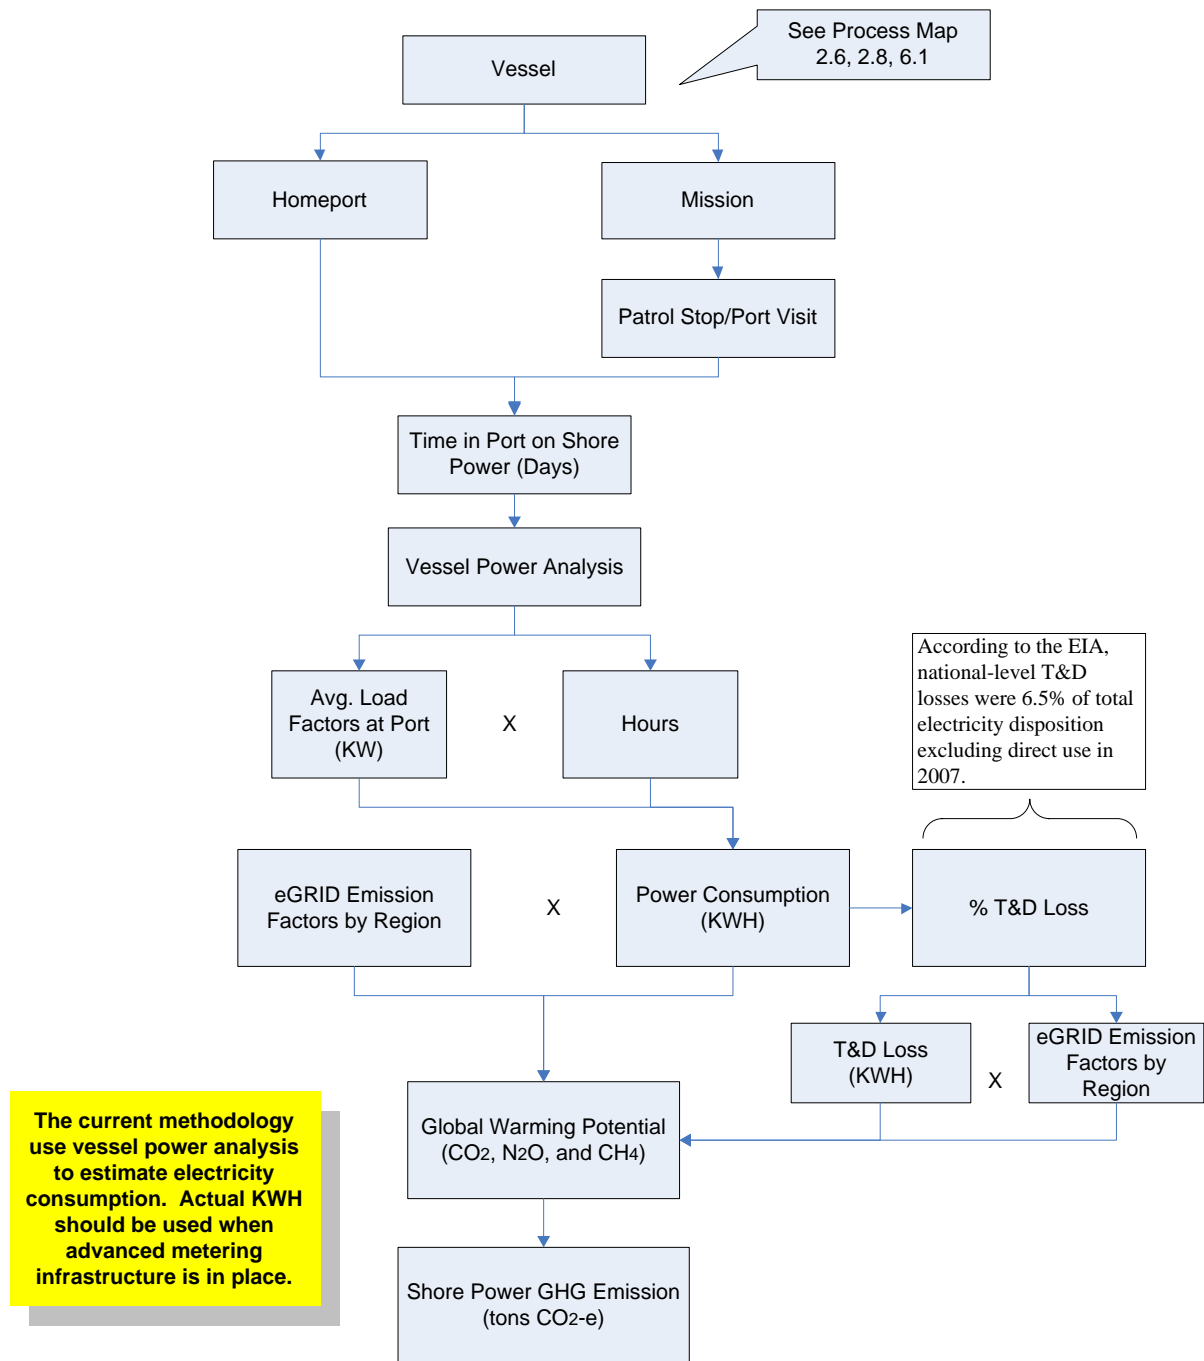 See Process Map
2.6, 2.8, 6.1
Vessel
Homeport
Mission
Patrol Stop/Port Visit
Time in Port on Shore
Power (Days)
Vessel Power Analysis
According to the EIA,
national-level T&D
losses were 6.5% of total
electricity disposition
excluding direct use in
2007.
Avg. Load
Factors at Port
(KW)
X
Hours
eGRID Emission
Factors by Region
X
Power Consumption
(KWH)
% T&D Loss
T&D Loss
(KWH)
X
eGRID Emission
Factors by
Region
The current methodology
use vessel power analysis
to estimate electricity
consumption.  Actual KWH
should be used when
advanced metering
infrastructure is in place.
Global Warming Potential
(CO2, N2O, and CH4)
Shore Power GHG Emission
(tons CO2-e)